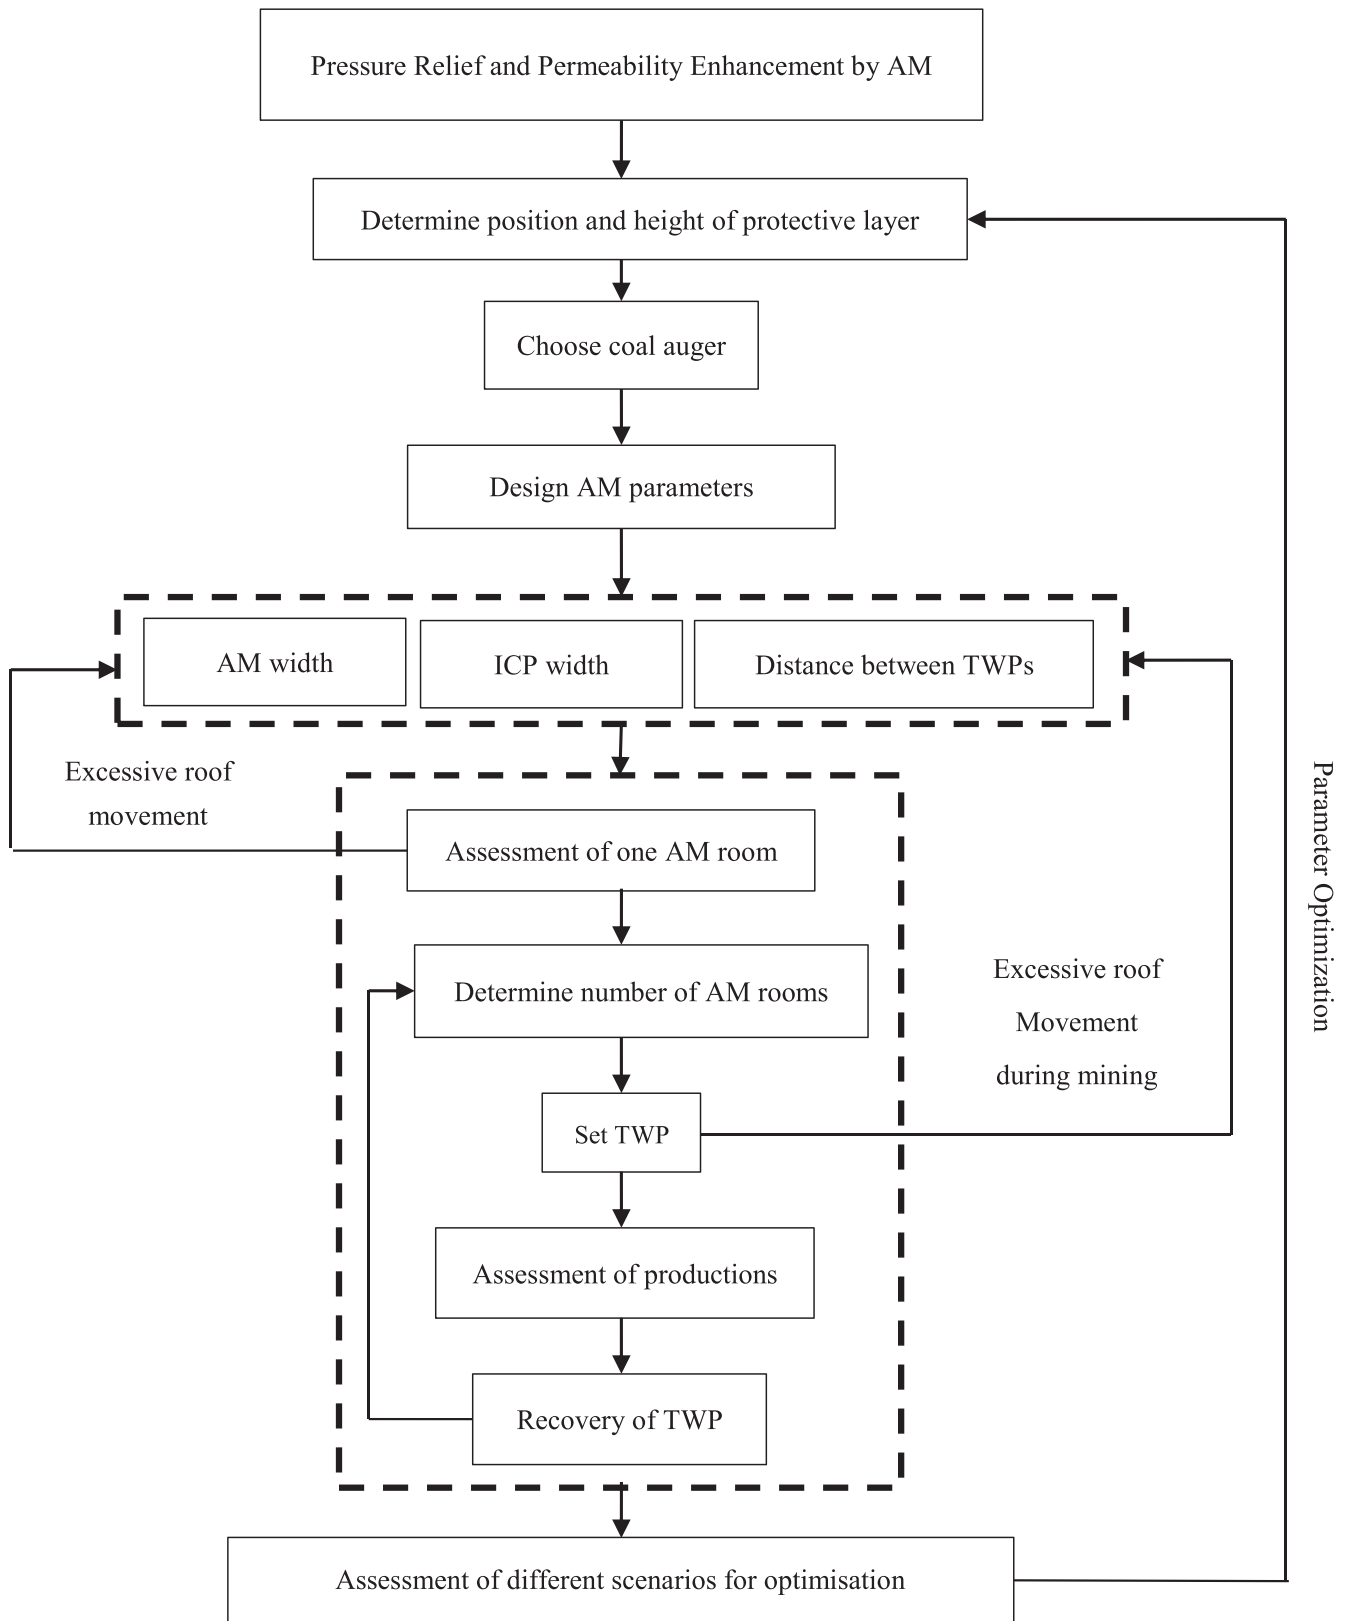 Pressure Relief and Permeability Enhancement by AM
Determine position and height of protective layer
Choose coal auger
Design AM parameters
AM width
ICP width
Distance between TWPs
Excessive roof
movement
Assessment of one AM room
Determine number of AM rooms
Excessive roof
Movement
during mining
Parameter Optimization
Set TWP
Assessment of productions
Recovery of TWP
Assessment of different scenarios for optimisation